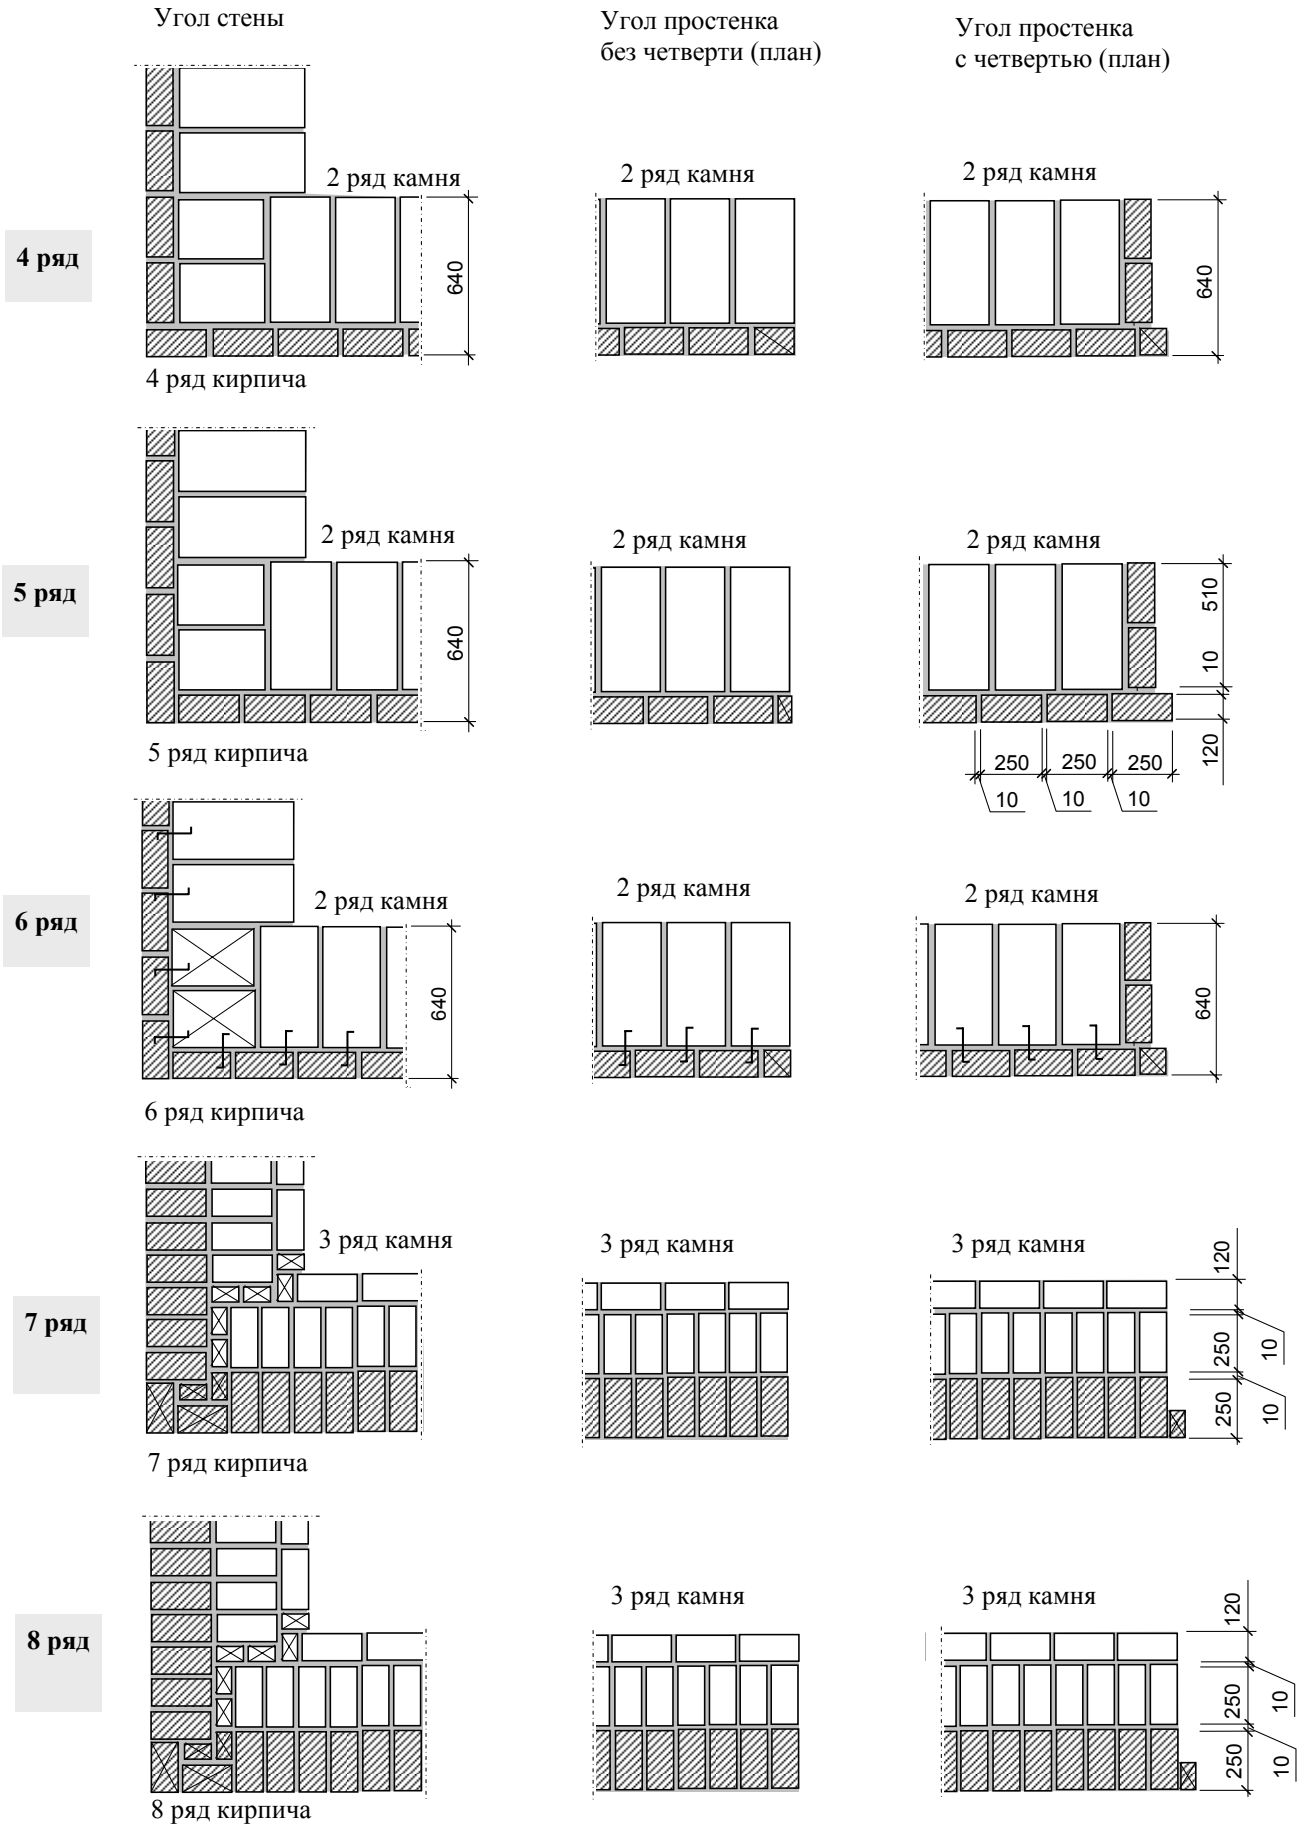 Угол стены
Угол простенка
без четверти (план)
Угол простенка
с четвертью (план)
4 ряд
2 ряд камня
640
4 ряд кирпича
2 ряд камня
2 ряд камня
640
5 ряд
2 ряд камня
640
5 ряд кирпича
2 ряд камня
2 ряд камня
510
10
120
250
250
250
10
10
10
6 ряд
2 ряд камня
640
6 ряд кирпича
2 ряд камня
2 ряд камня
640
7 ряд
3 ряд камня
7 ряд кирпича
3 ряд камня
3 ряд камня
120
10
250
10
250
8 ряд
8 ряд кирпича
3 ряд камня
3 ряд камня
120
10
250
10
250